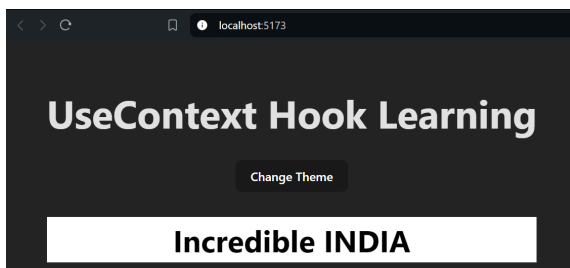 localhost:5173
UseContext Hook Learning
Change Theme
Incredible INDIA